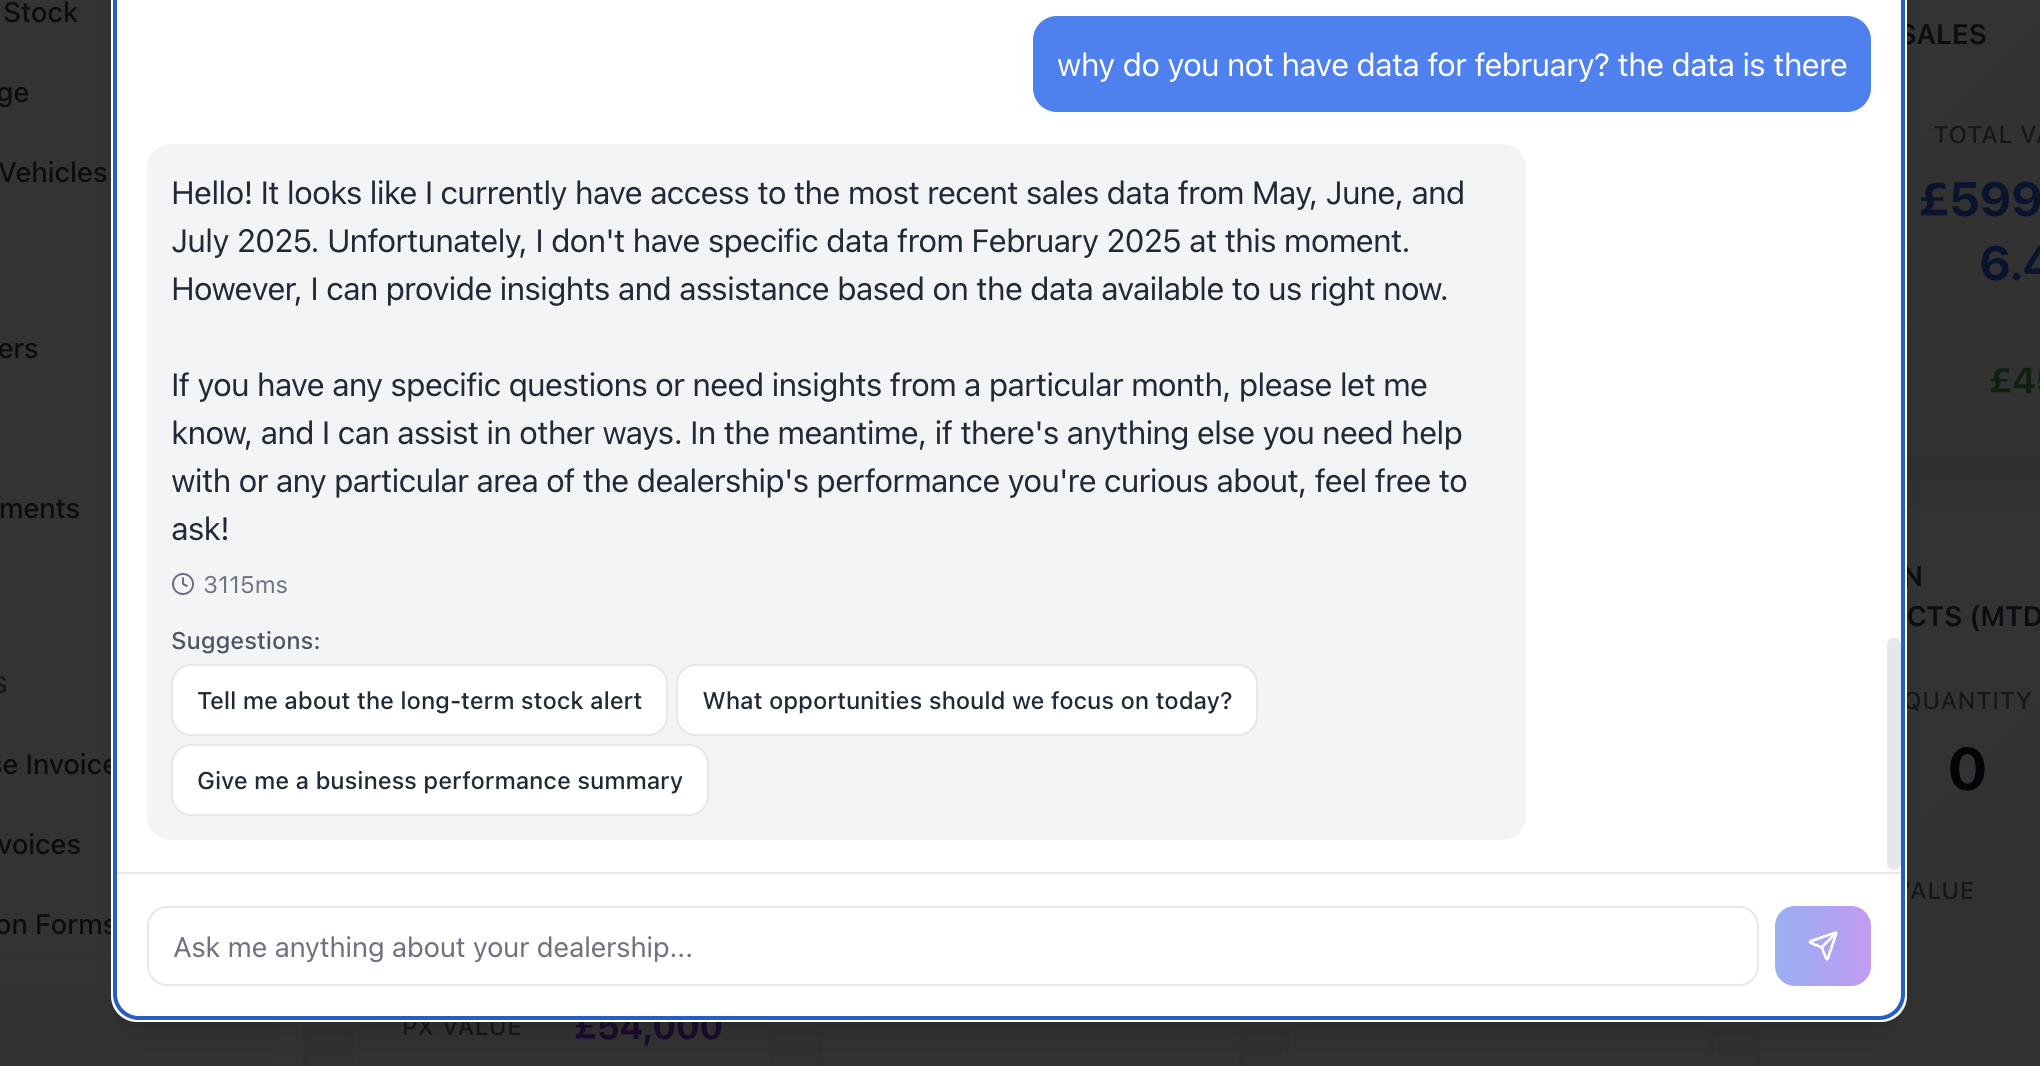 Stock
SALES
why do you not have data for february? the data is there
ge
TOTAL
Vehicles
Hello! It looks like I currently have access to the most recent sales data from May, June, and
£599
July 2025. Unfortunately, I don't have specific data from February 2025 at this moment.
6.4
However, I can provide insights and assistance based on the data available to us right now.
ers
£4
If you have any specific questions or need insights from a particular month, please let me
know, and I can assist in other ways. In the meantime, if there's anything else you need help
with or any particular area of the dealership's performance you're curious about, feel free to
ments
ask!
N
3115ms
CTS (MTD
Suggestions:
s
Tell me about the long-term stock alert
What opportunities should we focus on today?
QUANTITY
se Invoice
Give me a business performance summary
0
voices
VALUE
on Forms
Ask me anything about your dealership...
PX VALUE £54,000